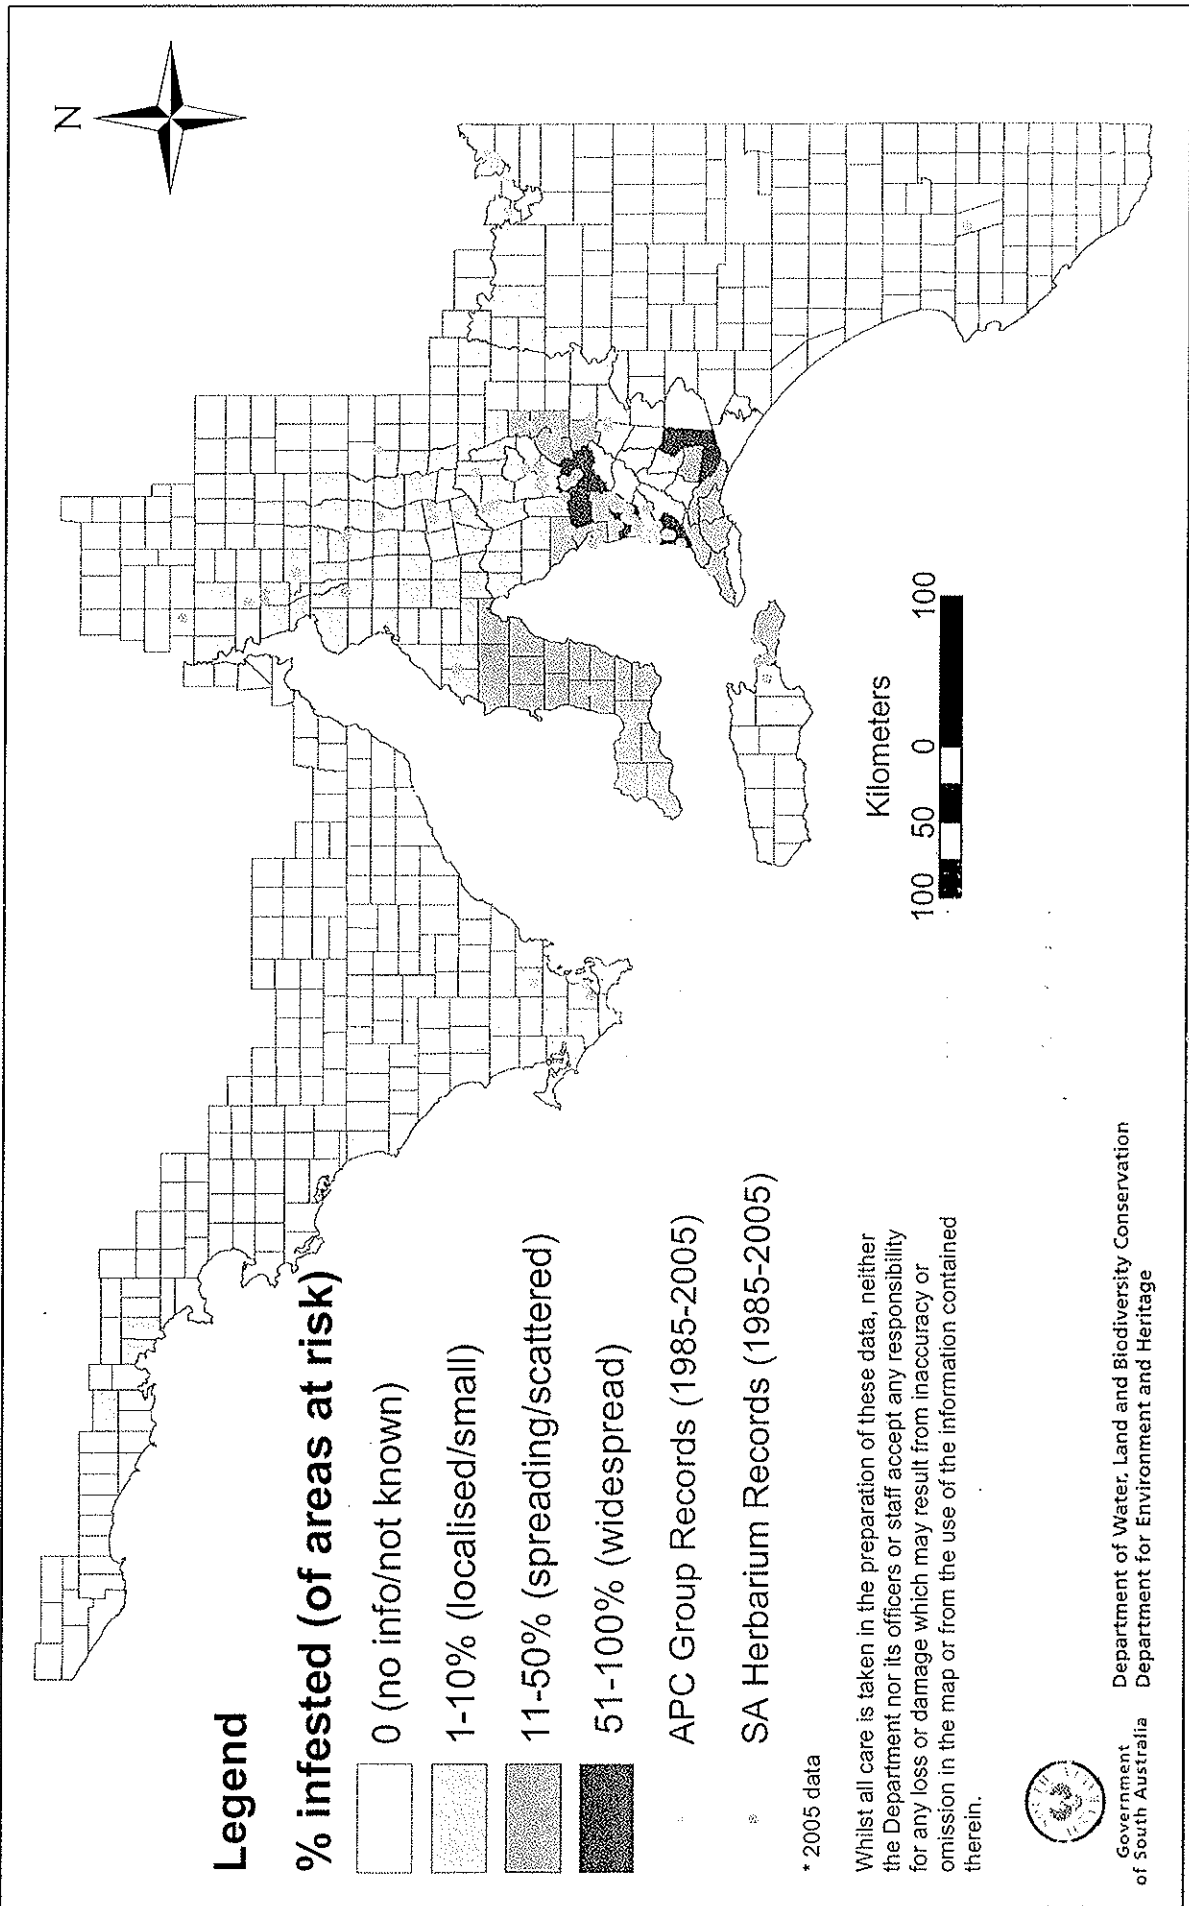 N
Legend
% infested (of areas at risk)
0 (no info/not known)
1-10% (localised/small)
11-50% (spreading/scattered)
51-100% (widespread)
APC Group Records (1985-2005)
SA Herbarium Records (1985-2005)
* 2005 data
Whilst all care is taken in the preparation of these data, neither
the Department nor its officers or staff accept any responsibility
for any loss or damage which may result from inaccuracy or
omission in the map or from the use of the information contained
therein.
Kilometers
100 50 0 100
Government
of South Australia
Department of Water, Land and Biodiversity Conservation
Department for Environment and Heritage